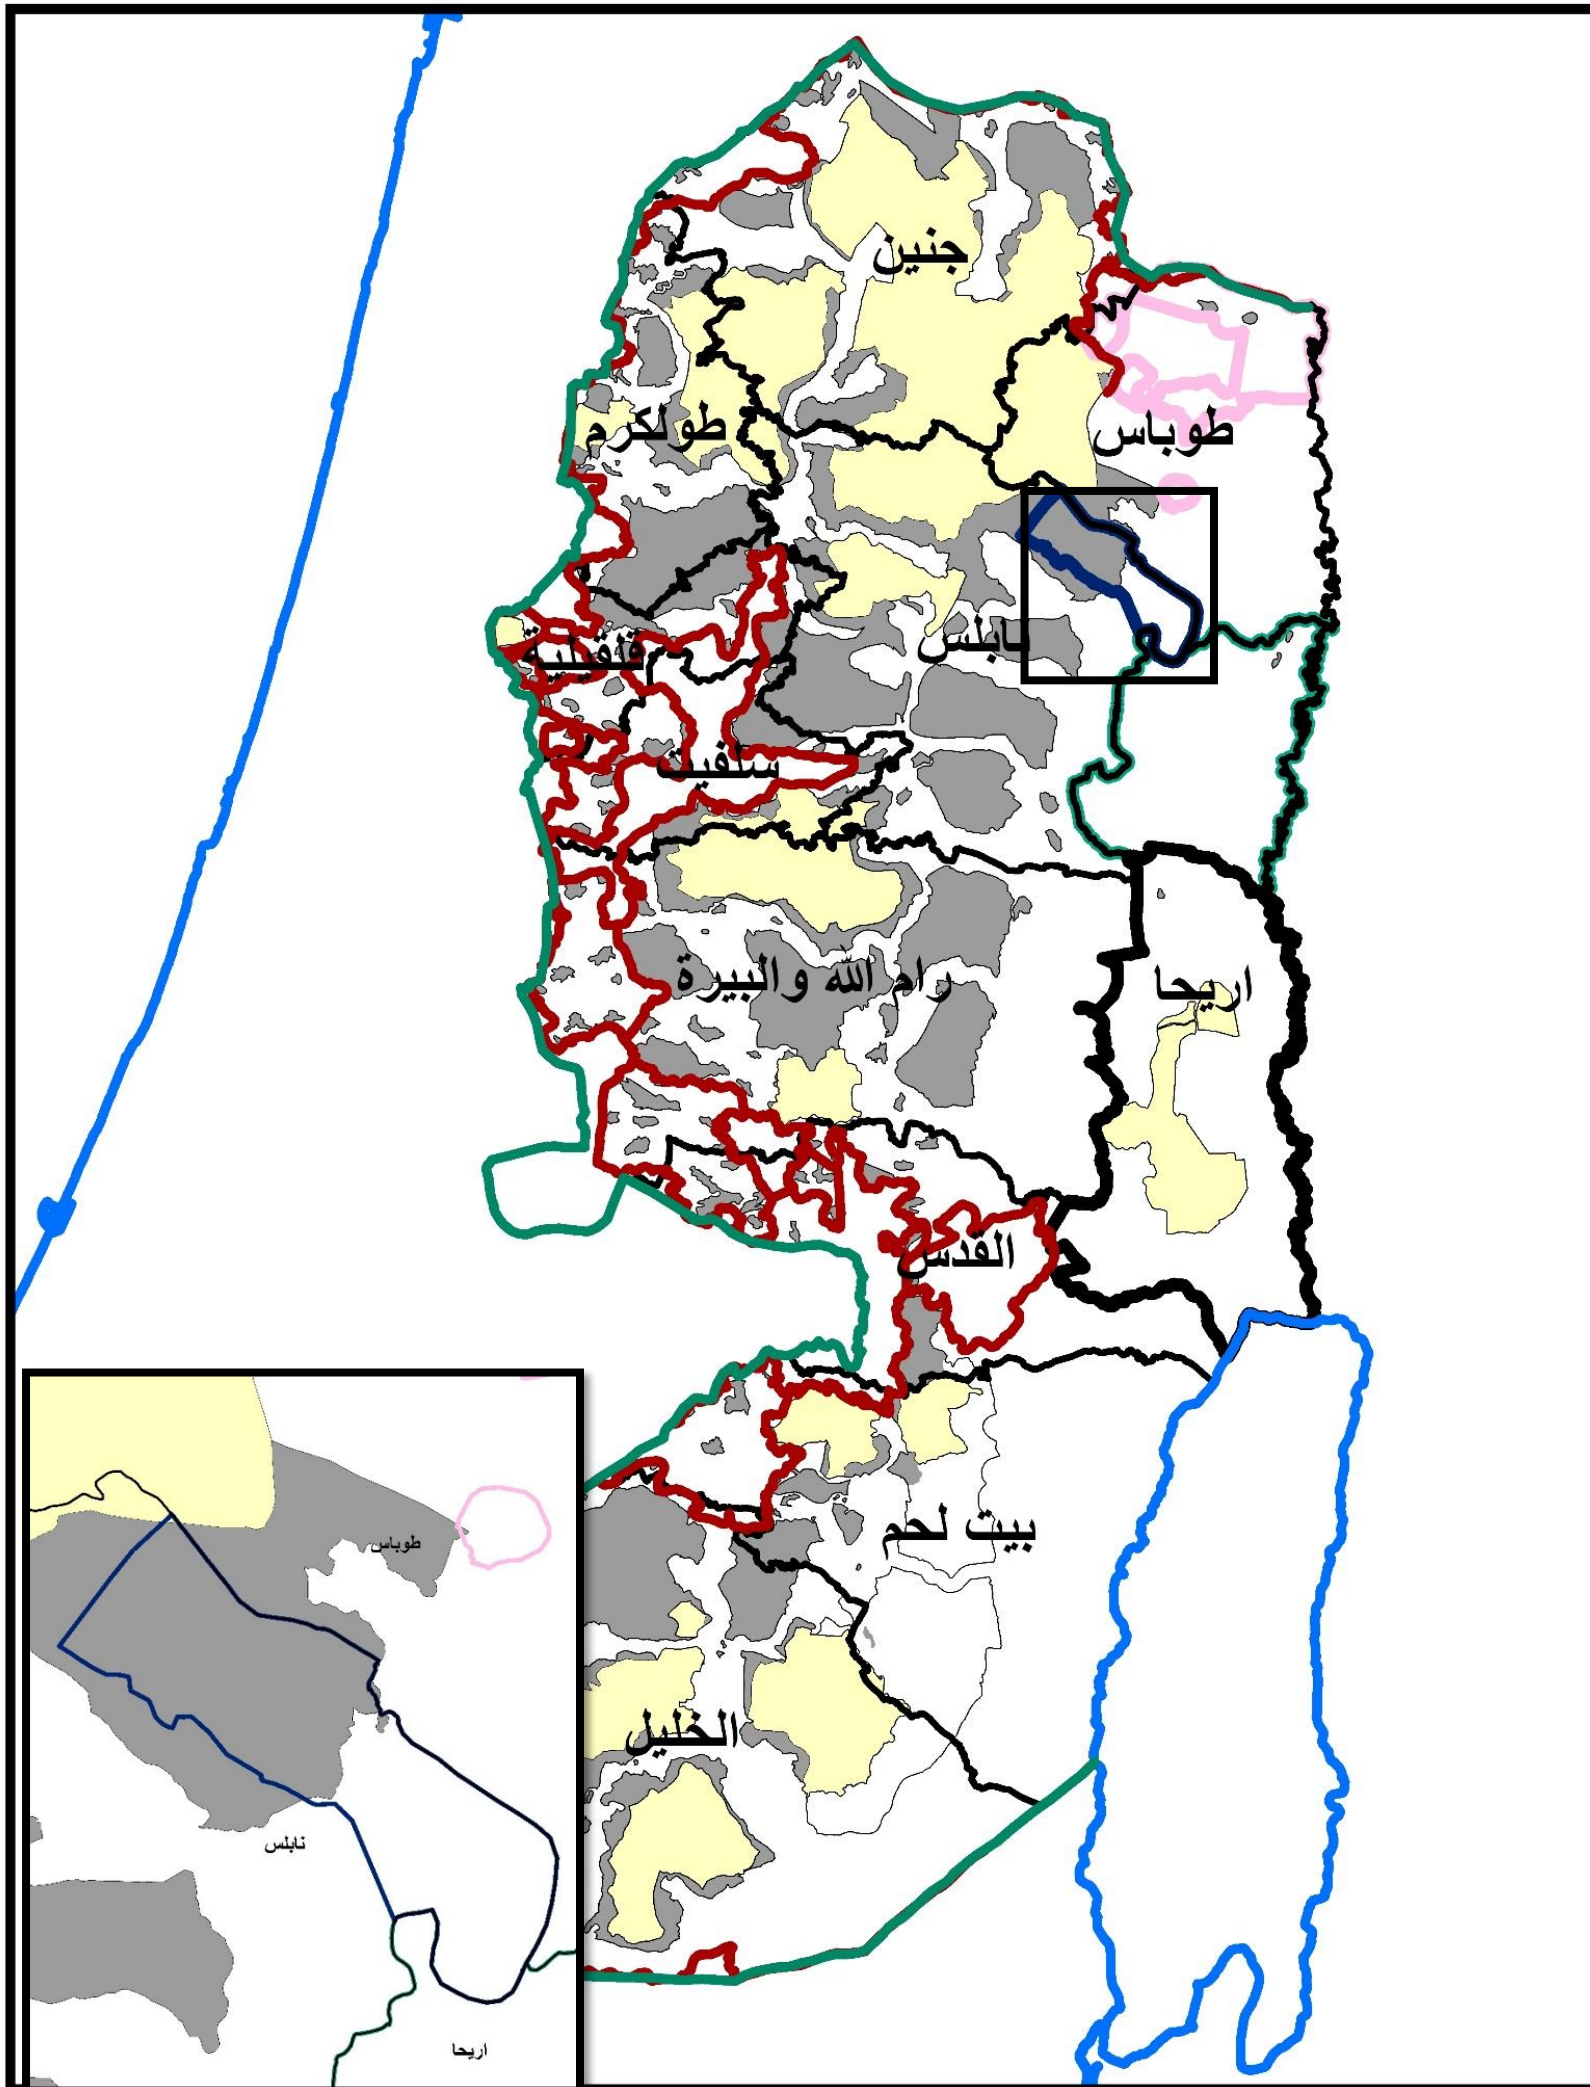 جنين
طولكرم
طوباس
نابلس
قلقيلية
سلفيت
رام الله والبيرة
اريحا
القدس
بيت لحم
الخليل
طوباس
نابلس
اريحا